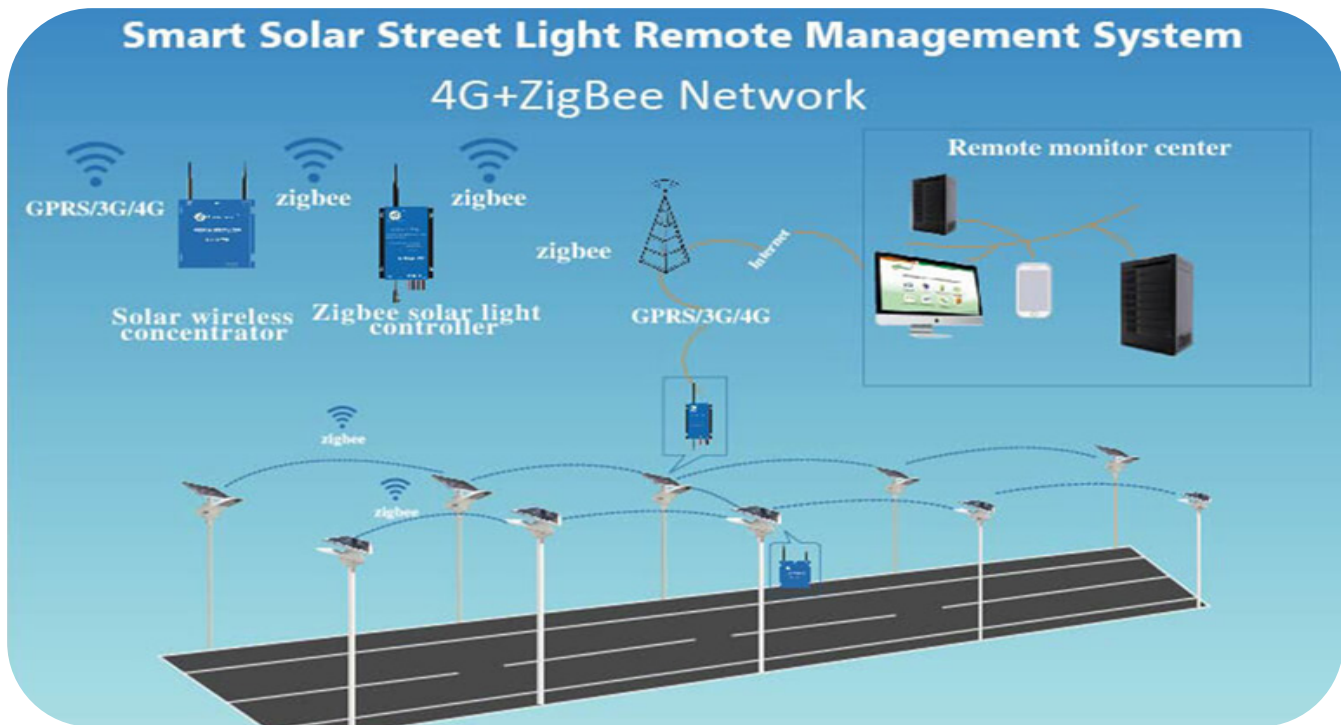 Smart Solar Street Light Remote Management System
4G+ZigBee Network
Remote monitor center
GPRS/3G/4G
zigbee
zigbee
zigbee
Internet
Solar wireless
concentrator
Zigbee solar light
controller
GPRS/3G/4G
zigbee
zigbee